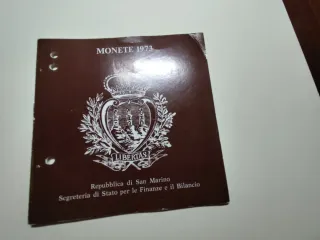 MONETE 1973
LIBERTAS
Repubblica di San Marino
Segreteria di Stato per le Finanze e il Bilancio